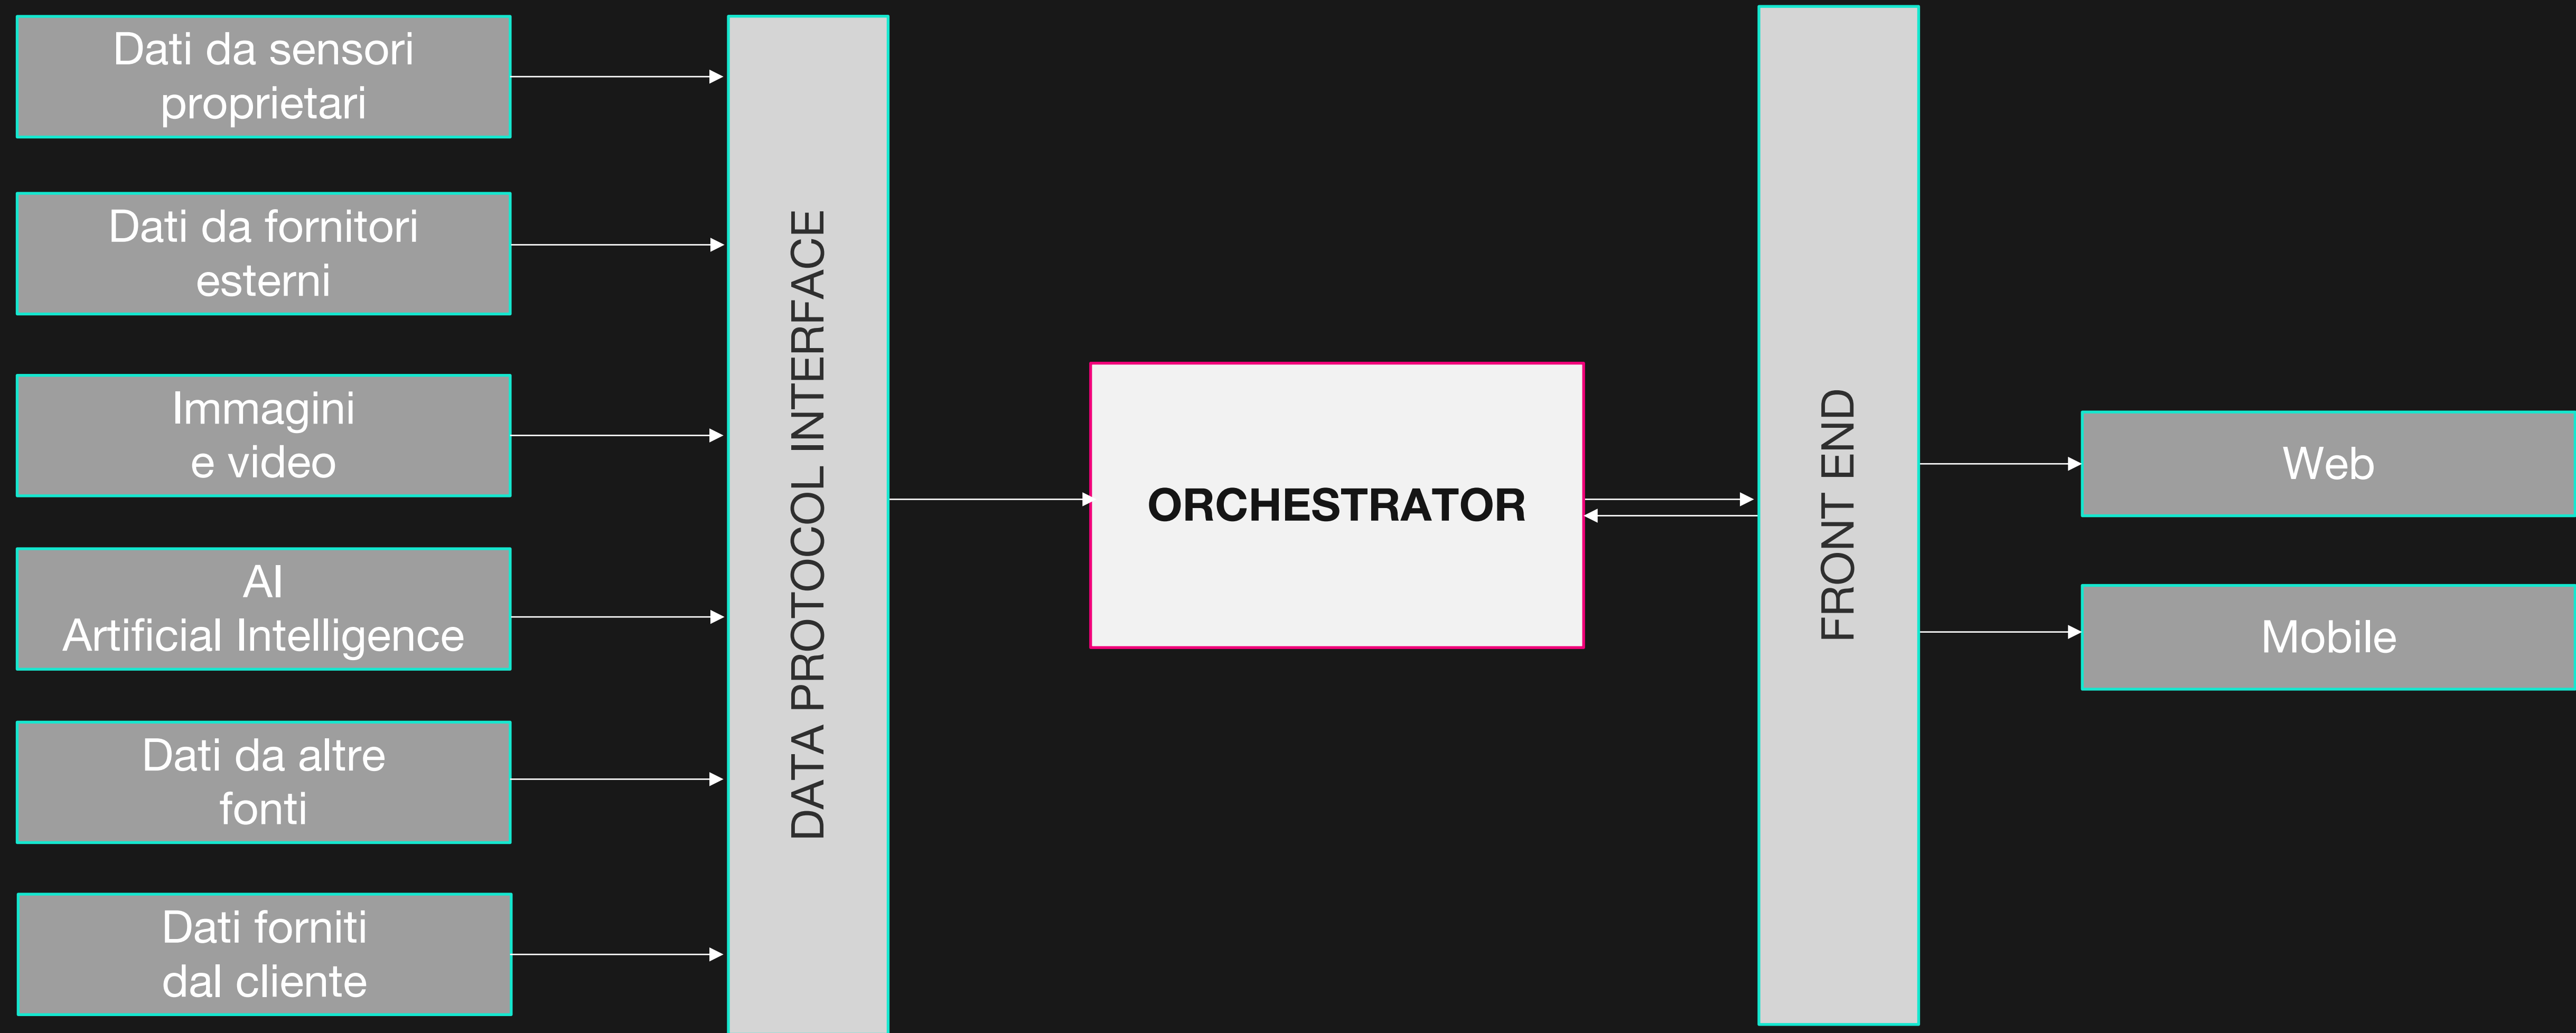 Dati da sensori
proprietari
Dati da fornitori
esterni
Immagini
e video
AI
Artificial Intelligence
Dati da altre
fonti
Dati forniti
dal cliente
DATA PROTOCOL INTERFACE
ORCHESTRATOR
FRONT END
Web
Mobile